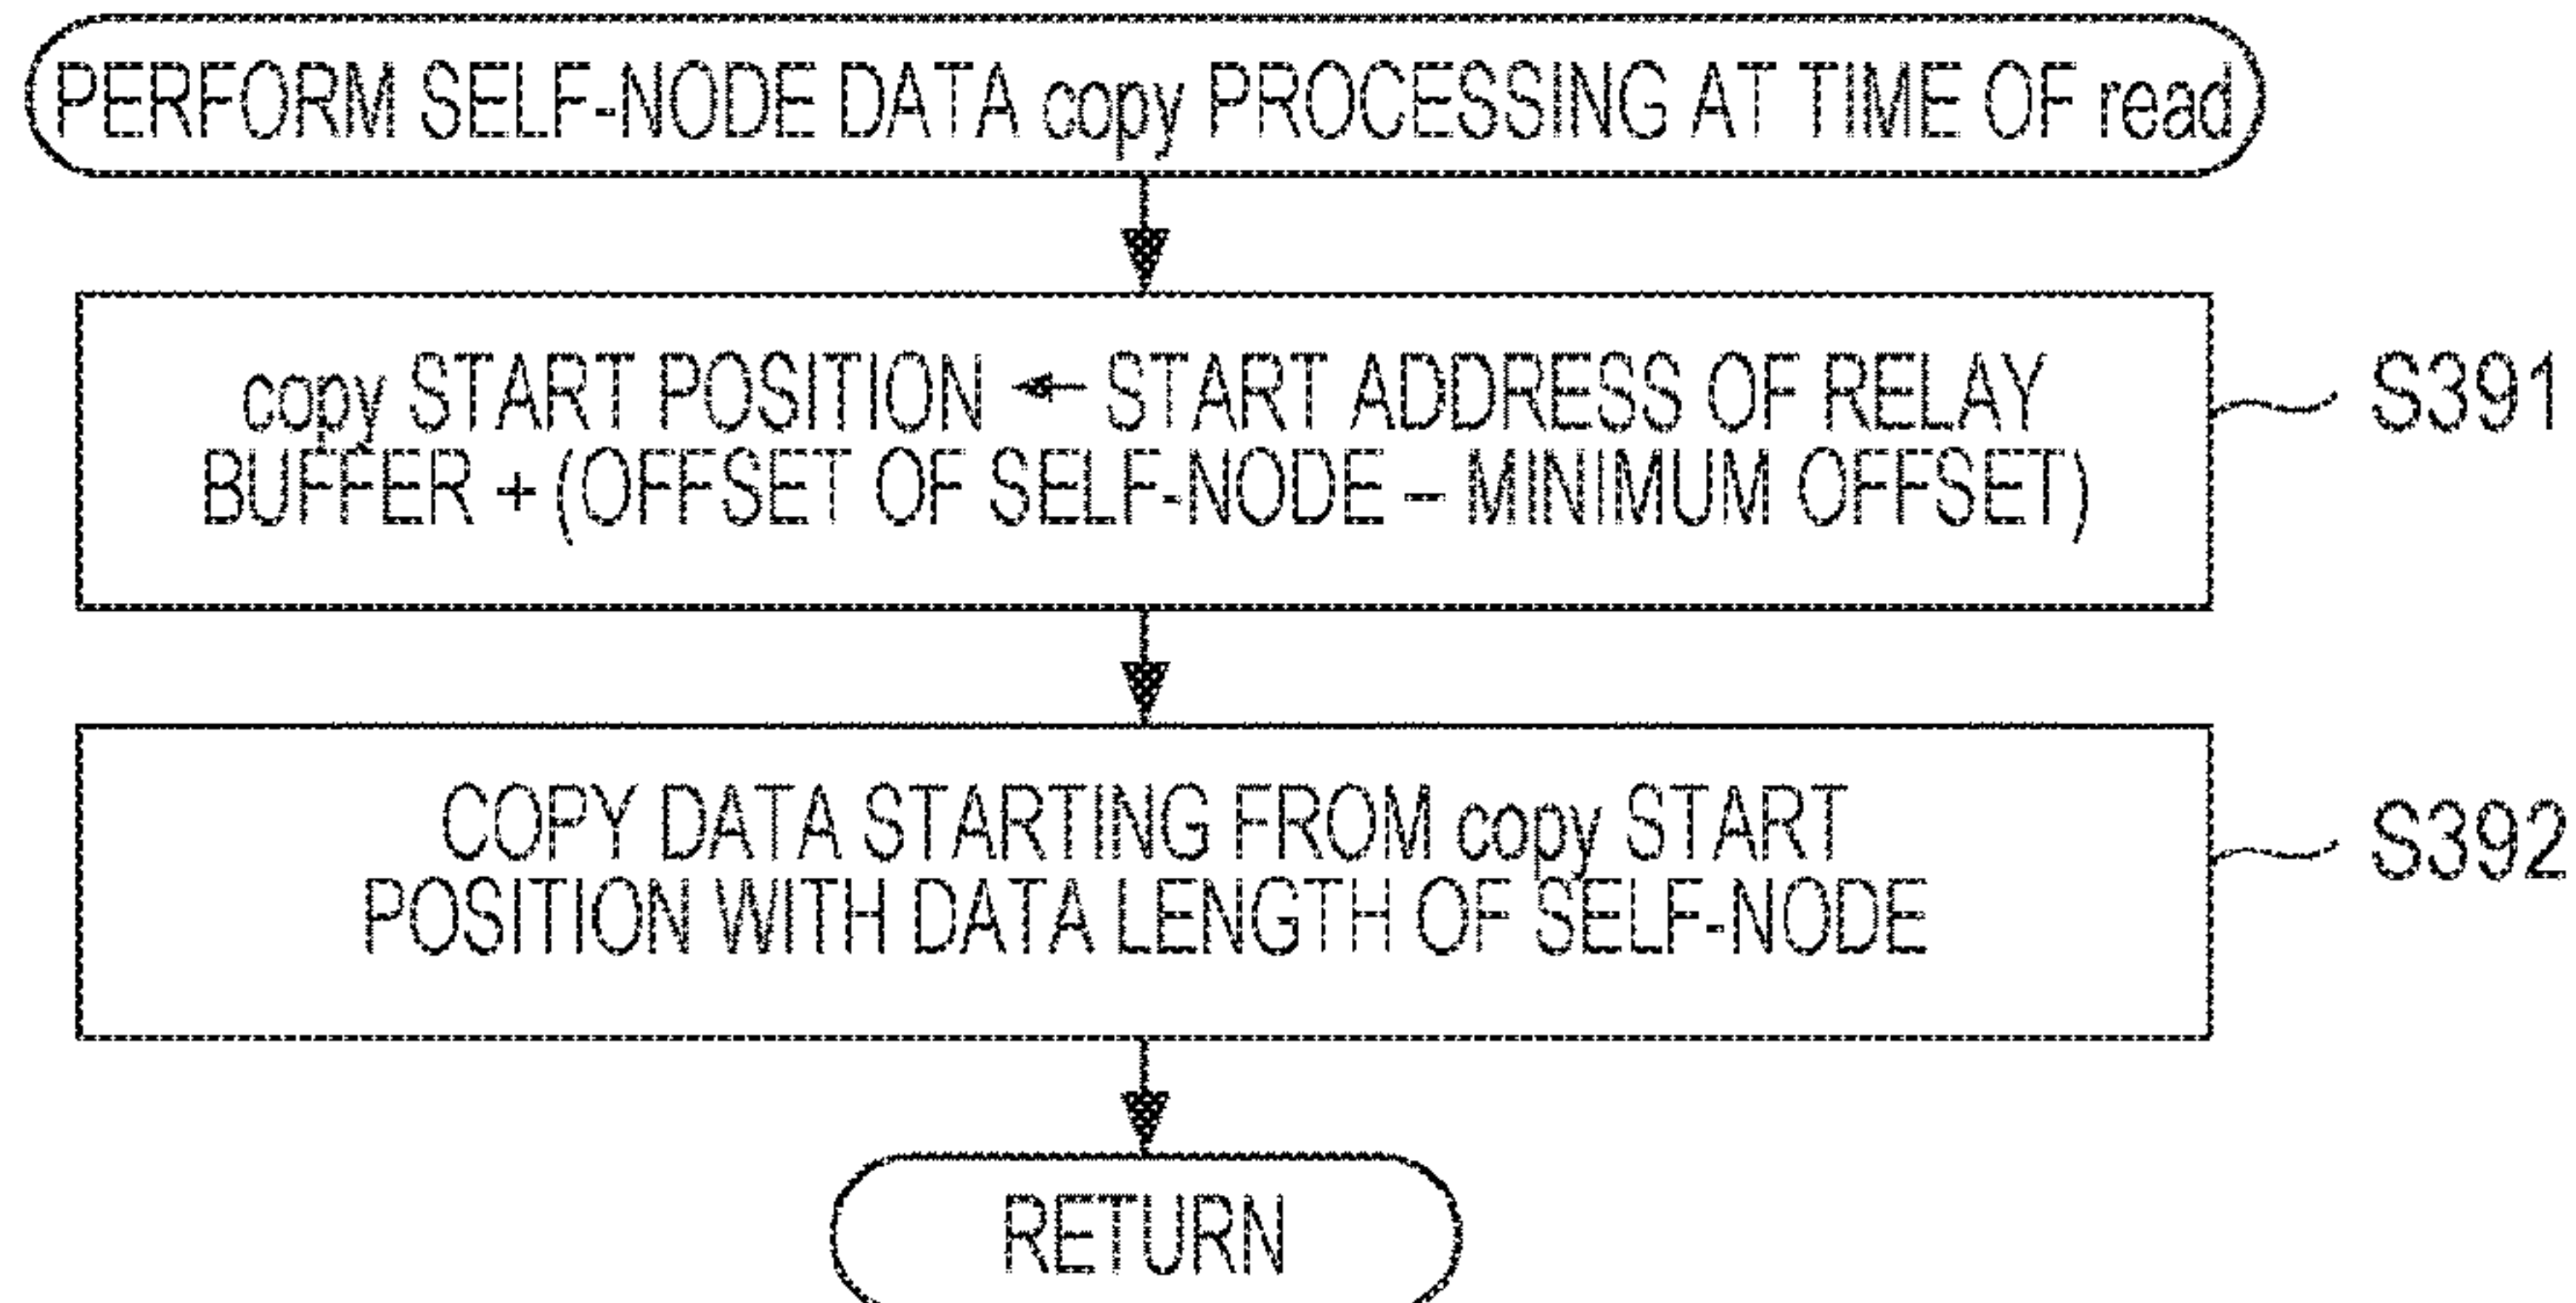 PERFORM SELF-NODE DATA copy PROCESSING AT TIME OF read
copy START POSITION ← START ADDRESS OF RELAY
BUFFER + (OFFSET OF SELF-NODE – MINIMUM OFFSET)
S391
COPY DATA STARTING FROM copy START
POSITION WITH DATA LENGTH OF SELF-NODE
S392
RETURN